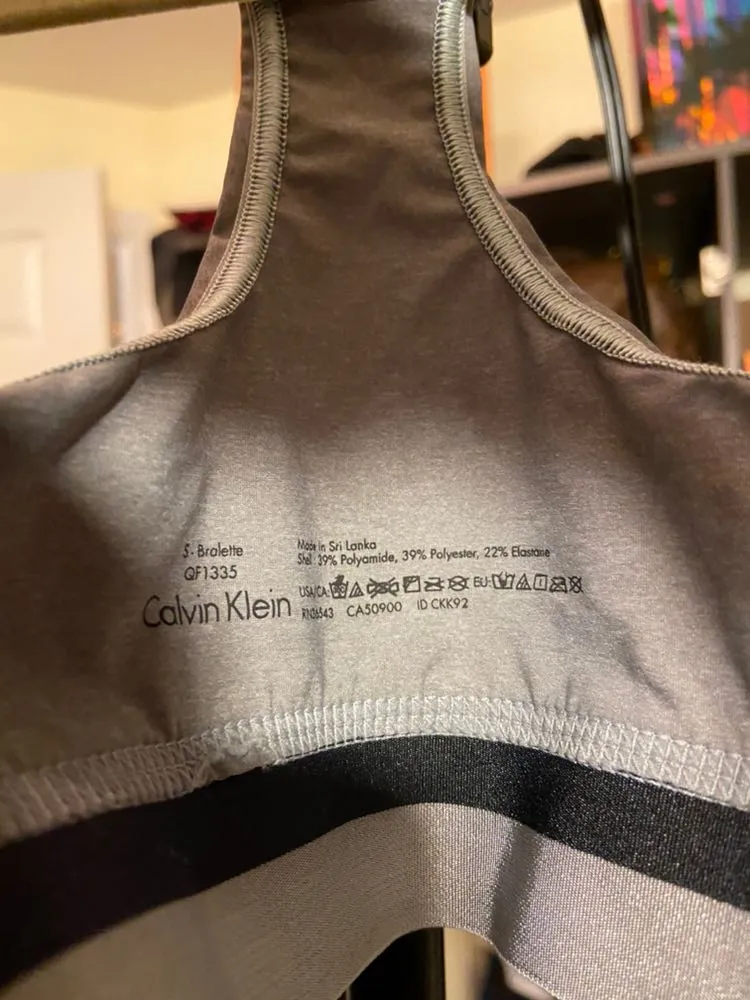 S - Bralette
QF1335
Calvin Klein
Made in Sri Lanka
Shell: 39% Polyamide, 39% Polyester, 22% Elastane
USA/CA: EU:
RN36543 CA50900 ID CKK92